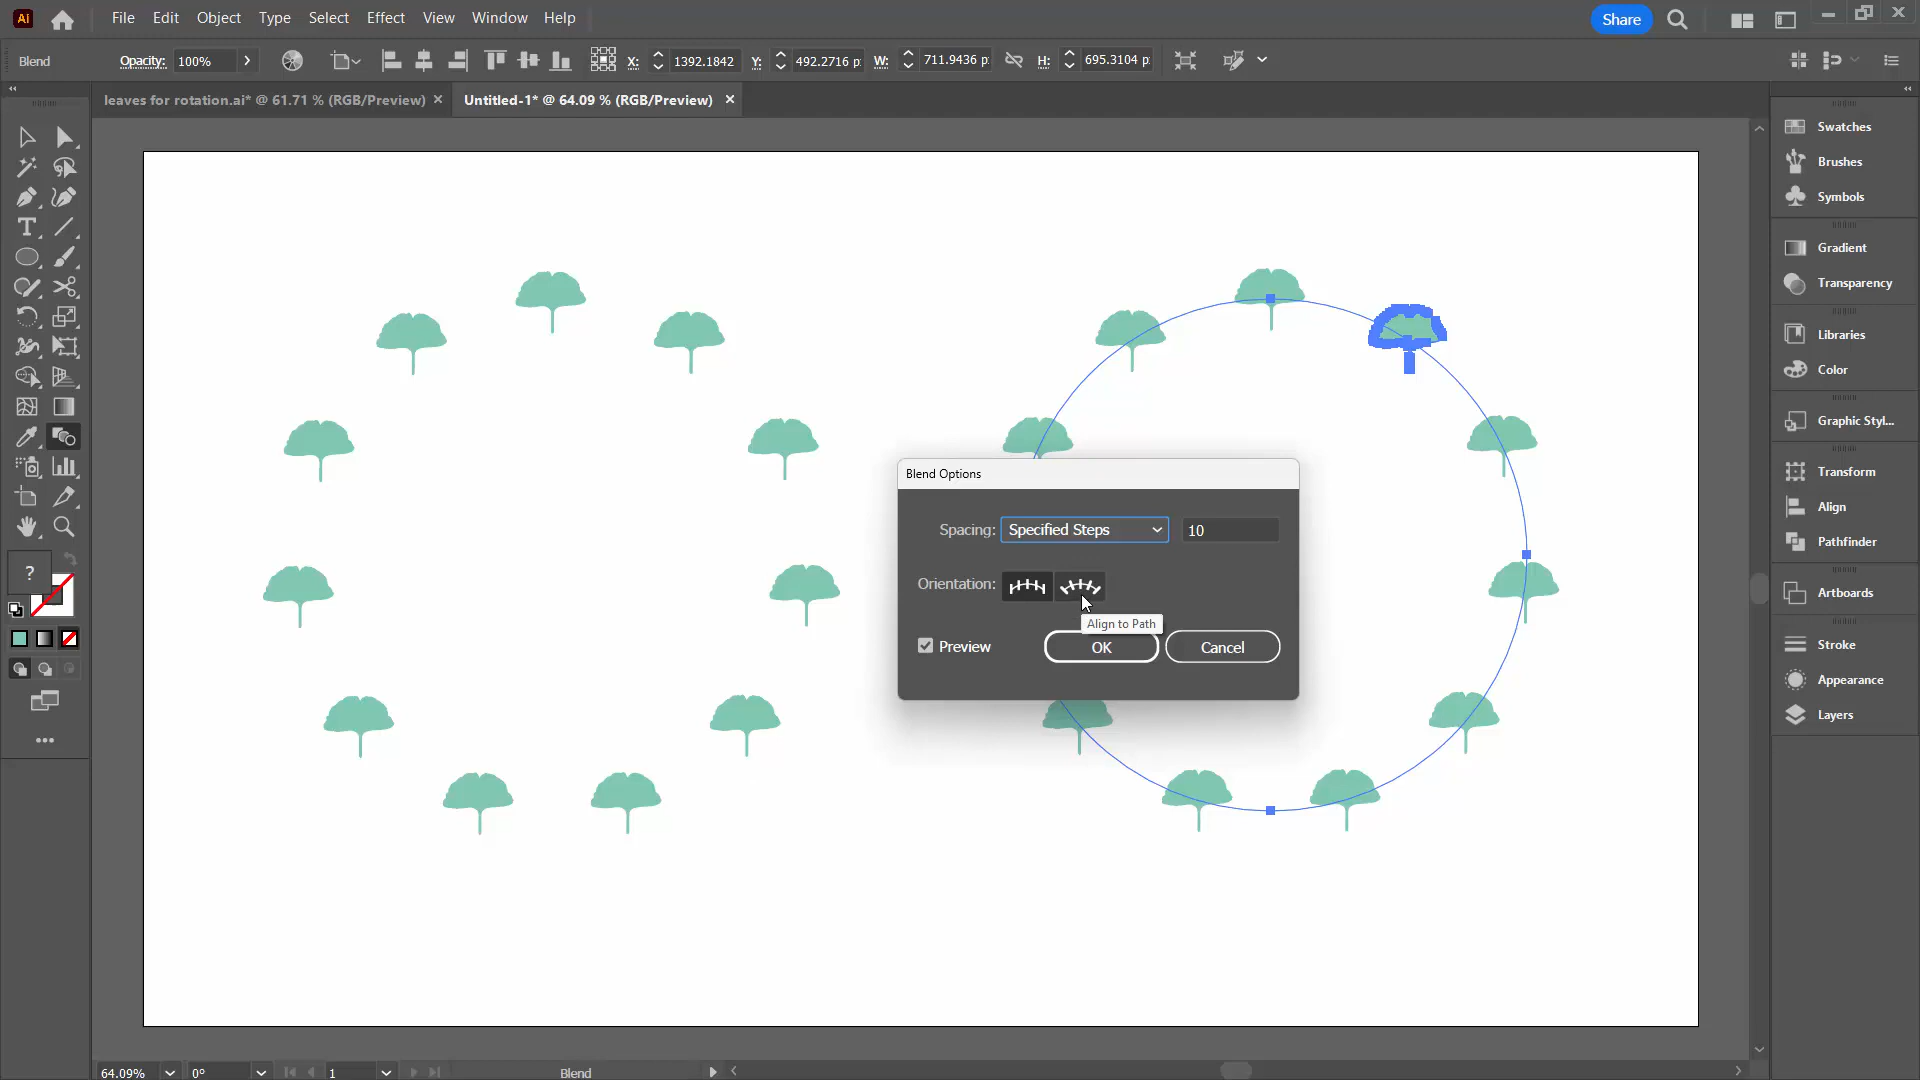 Ai File Edit Object Type Select Effect View Window Help Share
Blend Opacity: 100% X: 1392.1842 Y: 492.2716 p W: 711.9436 p H: 695.3104 p
leaves for rotation.ai* @ 61.71 % (RGB/Preview) × Untitled-1* @ 64.09 % (RGB/Preview) ×
Swatches
Brushes
Symbols
Gradient
Transparency
Libraries
Color
Graphic Styl...
Transform
Align
Pathfinder
Artboards
Stroke
Appearance
Layers
Blend Options
Spacing: Specified Steps 10
Orientation:
Align to Path
Preview OK Cancel
?
64.09% 0° 1 Blend